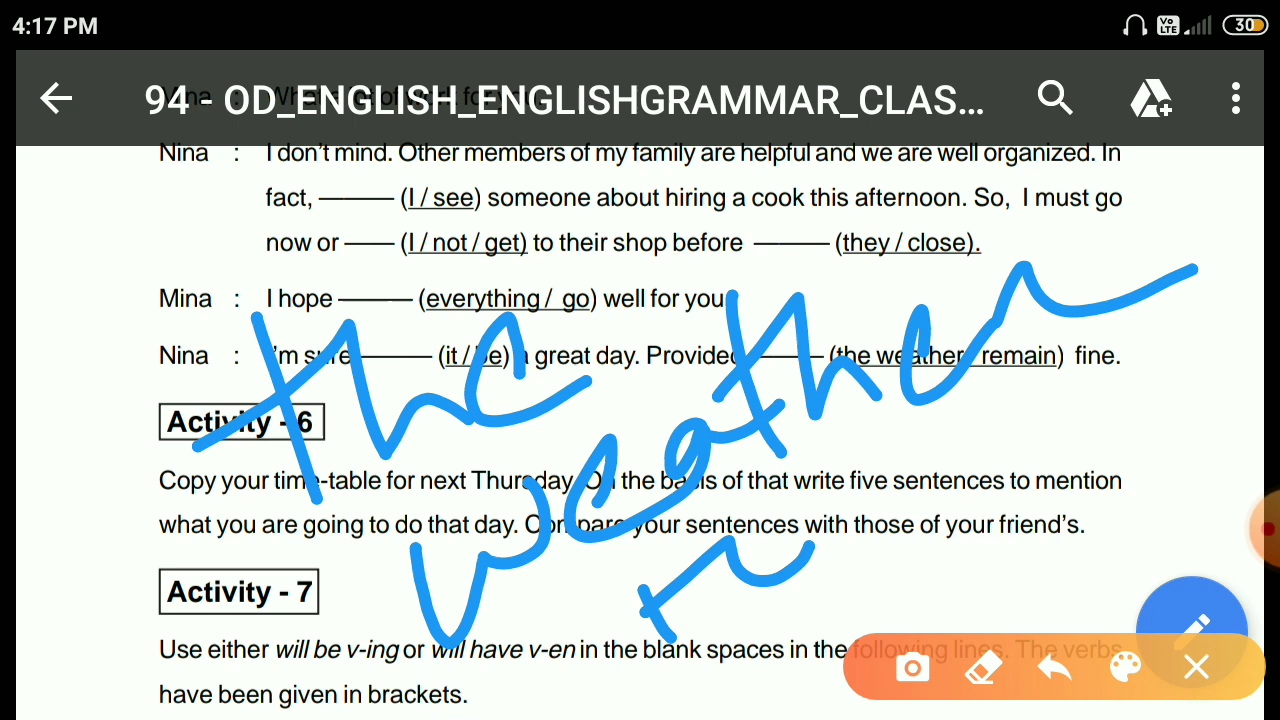 4:17 PM Vo LTE 30
94 - OD_ENGLISH_ENGLISHGRAMMAR_CLAS...
Nina : I don't mind. Other members of my family are helpful and we are well organized. In
fact, ——— (I / see) someone about hiring a cook this afternoon. So, I must go
now or —— (I / not / get) to their shop before ——— (they / close).
Mina : I hope ——— (everything / go) well for you
Nina : I'm sure ——— (it / be) a great day. Provided ——— (the weather / remain) fine.
the weather
Activity - 6
Copy your time-table for next Thursday. On the basis of that write five sentences to mention
what you are going to do that day. Compare your sentences with those of your friend's.
Activity - 7
Use either will be v-ing or will have v-en in the blank spaces in the following lines. The verbs
have been given in brackets.